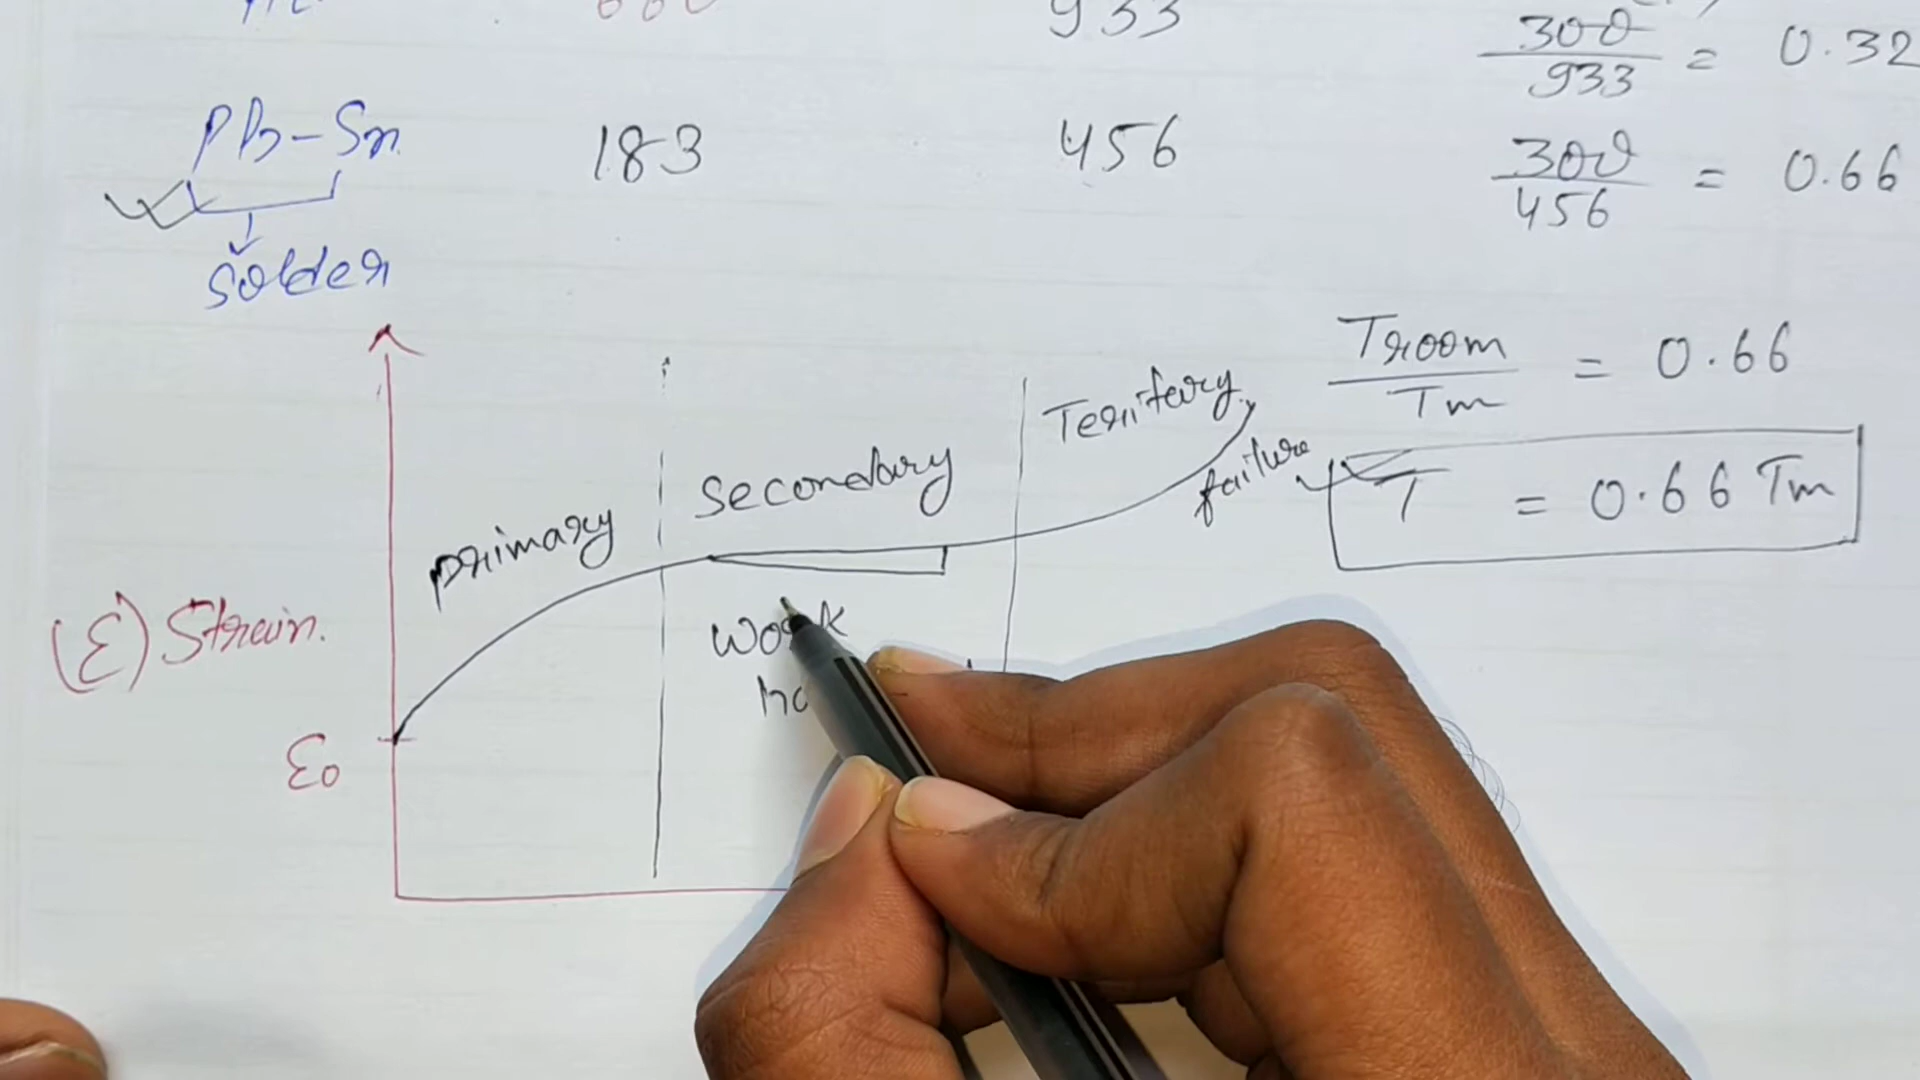 933
300/933 = 0.32
Pb-Sn 183 456 300/456 = 0.66
Solder
Troom/Tm = 0.66
Teriitery
Secondary
failure
T = 0.66 Tm
primary
(ε) Strain.
Work
ε0